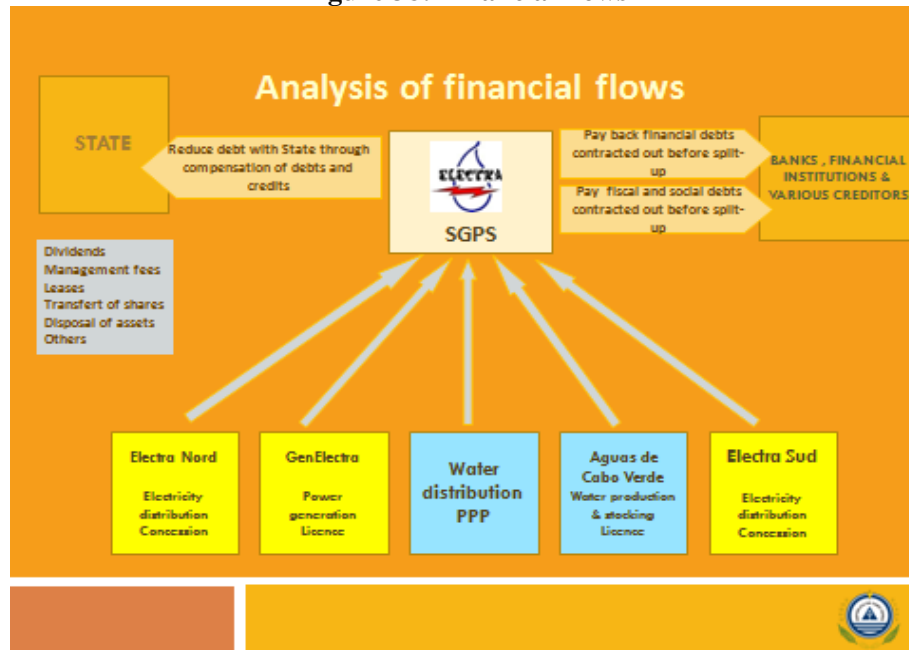 Analysis of financial flows
STATE
Reduce debt with State through
compensation of debts and
credits
ELECTRA
SGPS
Pay back financial debts
contracted out before split-
up
Pay fiscal and social debts
contracted out before split-
up
BANKS , FINANCIAL
INSTITUTIONS &
VARIOUS CREDITORS
Dividends
Management fees
Leases
Transfert of shares
Disposal of assets
Others
Electra Nord
Electricity
distribution
Concession
GenElectra
Power
generation
Licence
Water
distribution
PPP
Aguas de
Cabo Verde
Water production
& stocking
Licence
Electra Sud
Electricity
distribution
Concession